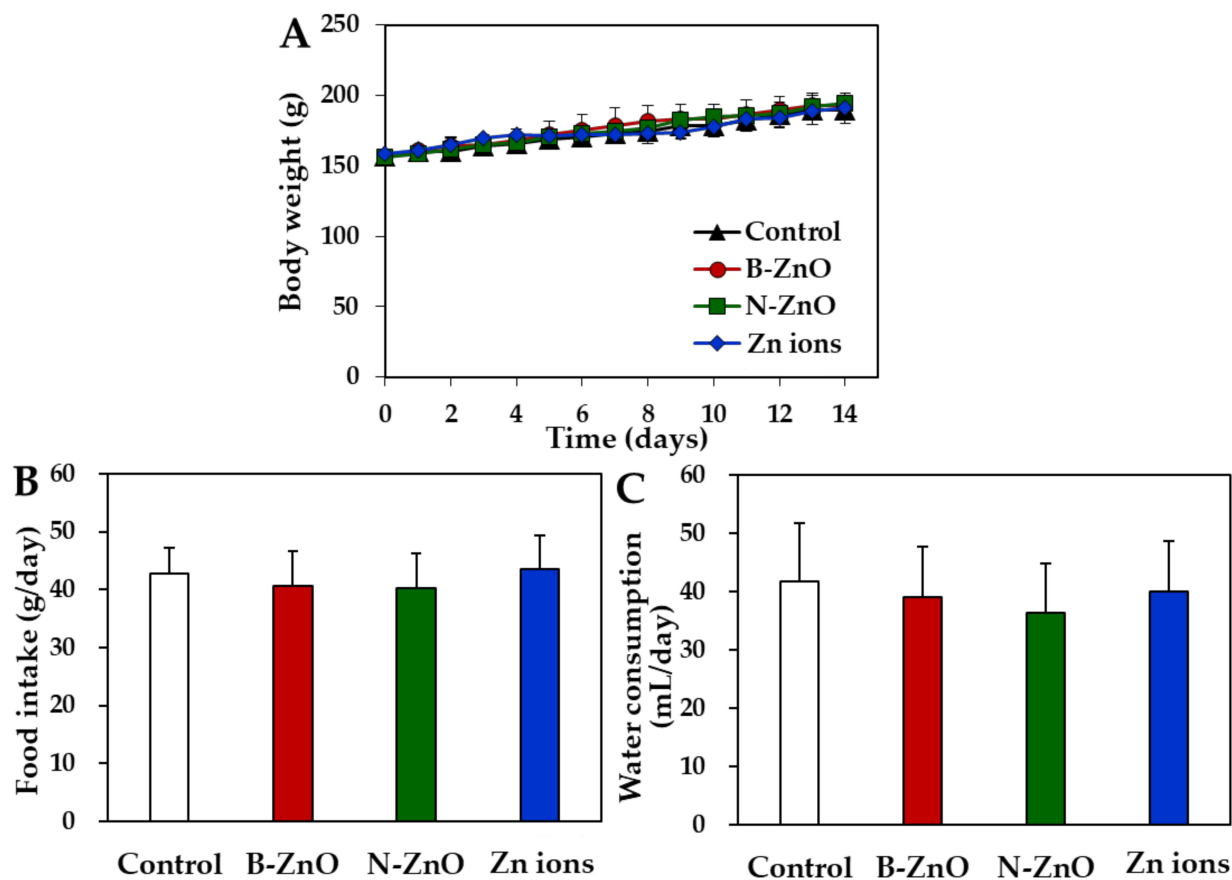 A
250
200
150
100
50
0
Body weight (g)
Control
B-ZnO
N-ZnO
Zn ions
0 2 4 6 8 10 12 14
Time (days)
B
60
50
40
30
20
10
0
Food intake (g/day)
Control B-ZnO N-ZnO Zn ions
C
60
50
40
30
20
10
0
Water consumption
(mL/day)
Control B-ZnO N-ZnO Zn ions